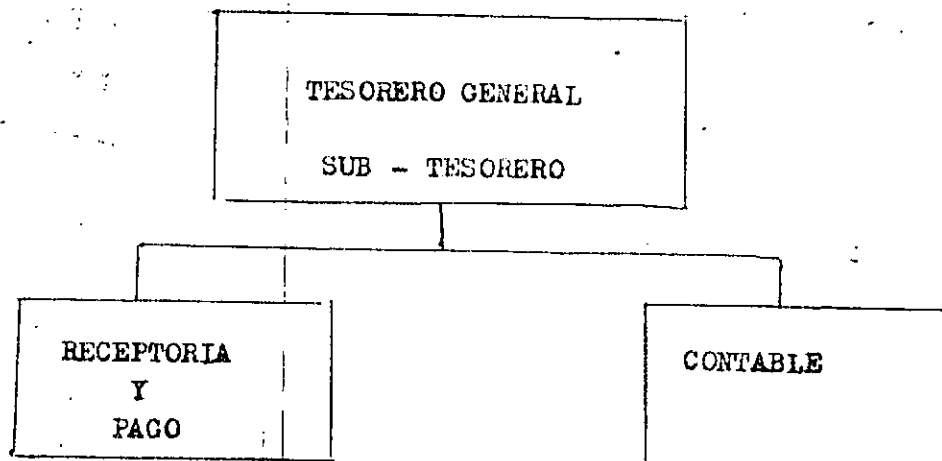 TESORERO GENERAL
SUB - TESORERO
RECEPTORIA
Y
PAGO
CONTABLE